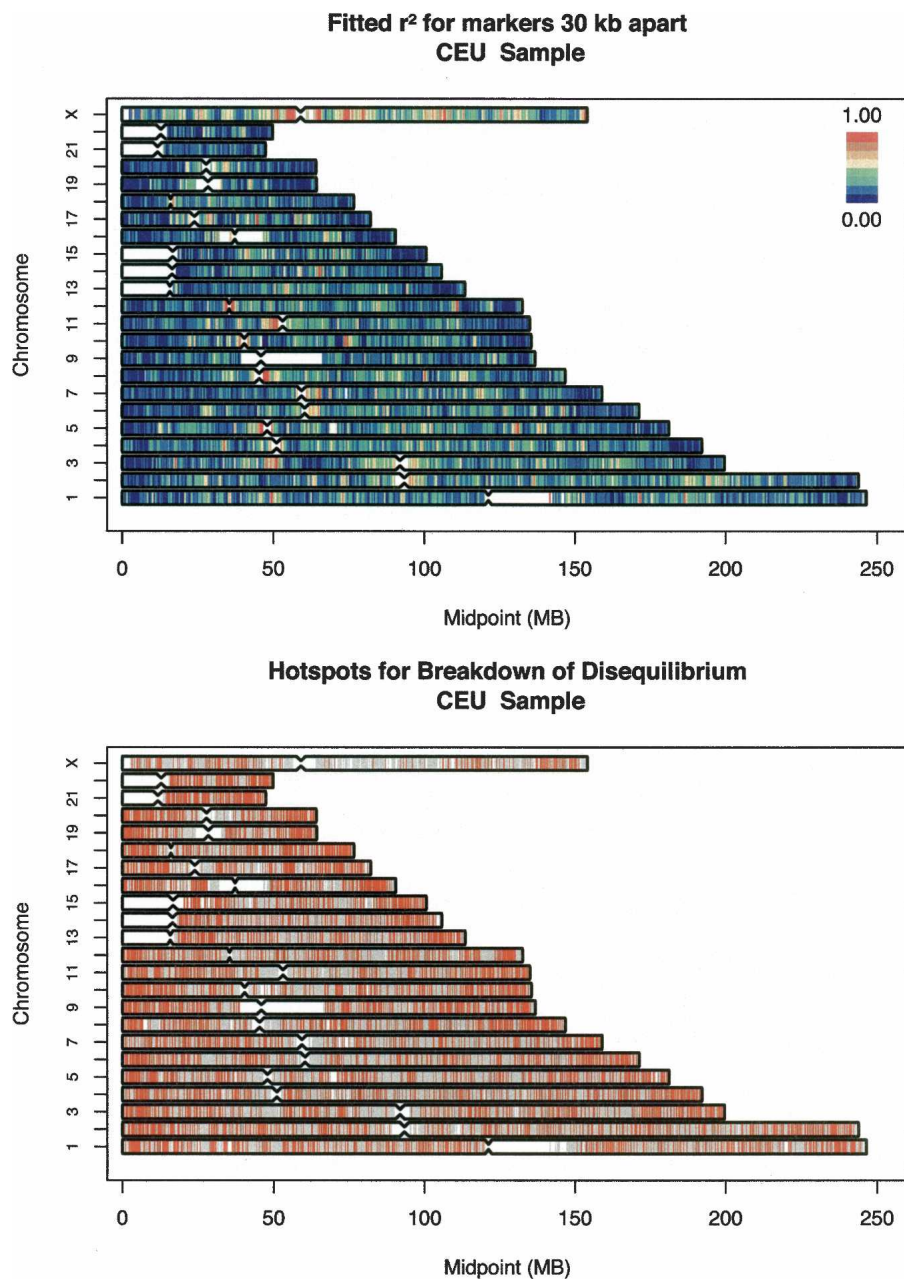 Fitted r² for markers 30 kb apart
CEU Sample
Chromosome
X
21
19
17
15
13
11
9
7
5
3
1
1.00
0.00
0 50 100 150 200 250
Midpoint (MB)
Hotspots for Breakdown of Disequilibrium
CEU Sample
Chromosome
X
21
19
17
15
13
11
9
7
5
3
1
0 50 100 150 200 250
Midpoint (MB)